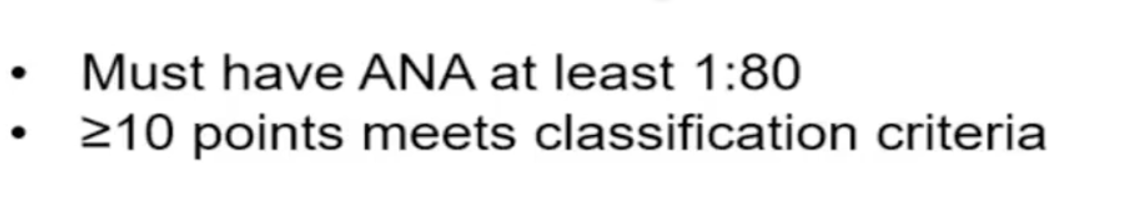 • Must have ANA at least 1:80
• ≥10 points meets classification criteria